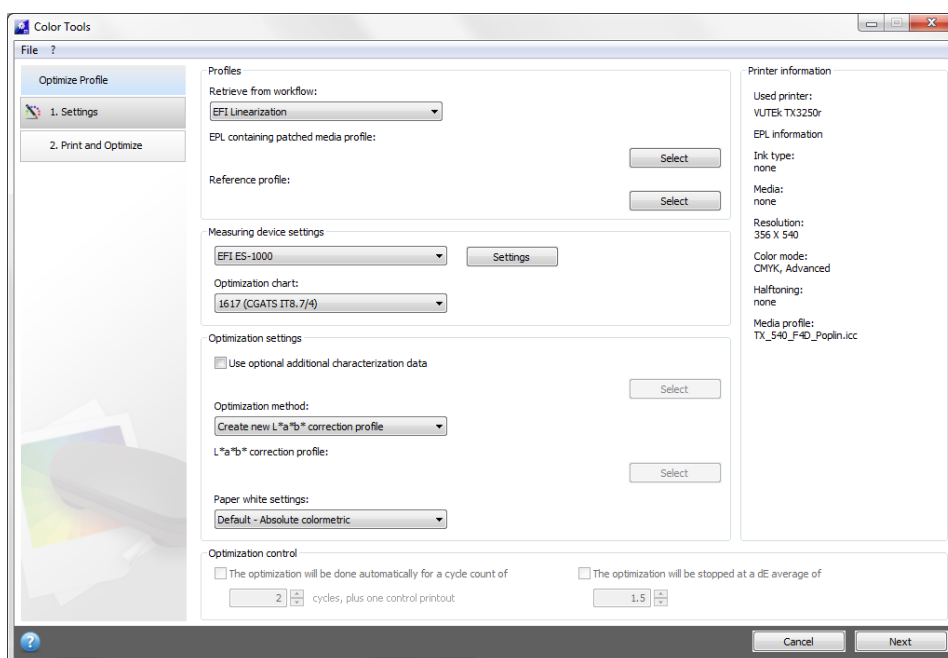 Color Tools
File ?
Optimize Profile
1. Settings
2. Print and Optimize
Profiles
Retrieve from workflow:
EFI Linearization
EPL containing patched media profile:
Select
Reference profile:
Select
Measuring device settings
EFI ES-1000
Settings
Optimization chart:
1617 (CGATS IT8.7/4)
Optimization settings
Use optional additional characterization data
Select
Optimization method:
Create new L*a*b* correction profile
L*a*b* correction profile:
Select
Paper white settings:
Default - Absolute colormetric
Optimization control
The optimization will be done automatically for a cycle count of
2 cycles, plus one control printout
The optimization will be stopped at a dE average of
1.5
Printer information
Used printer:
VUTEk TX3250r
EPL information
Ink type:
none
Media:
none
Resolution:
356 X 540
Color mode:
CMYK, Advanced
Halftoning:
none
Media profile:
TX_540_F4D_Poplin.icc
?
Cancel
Next